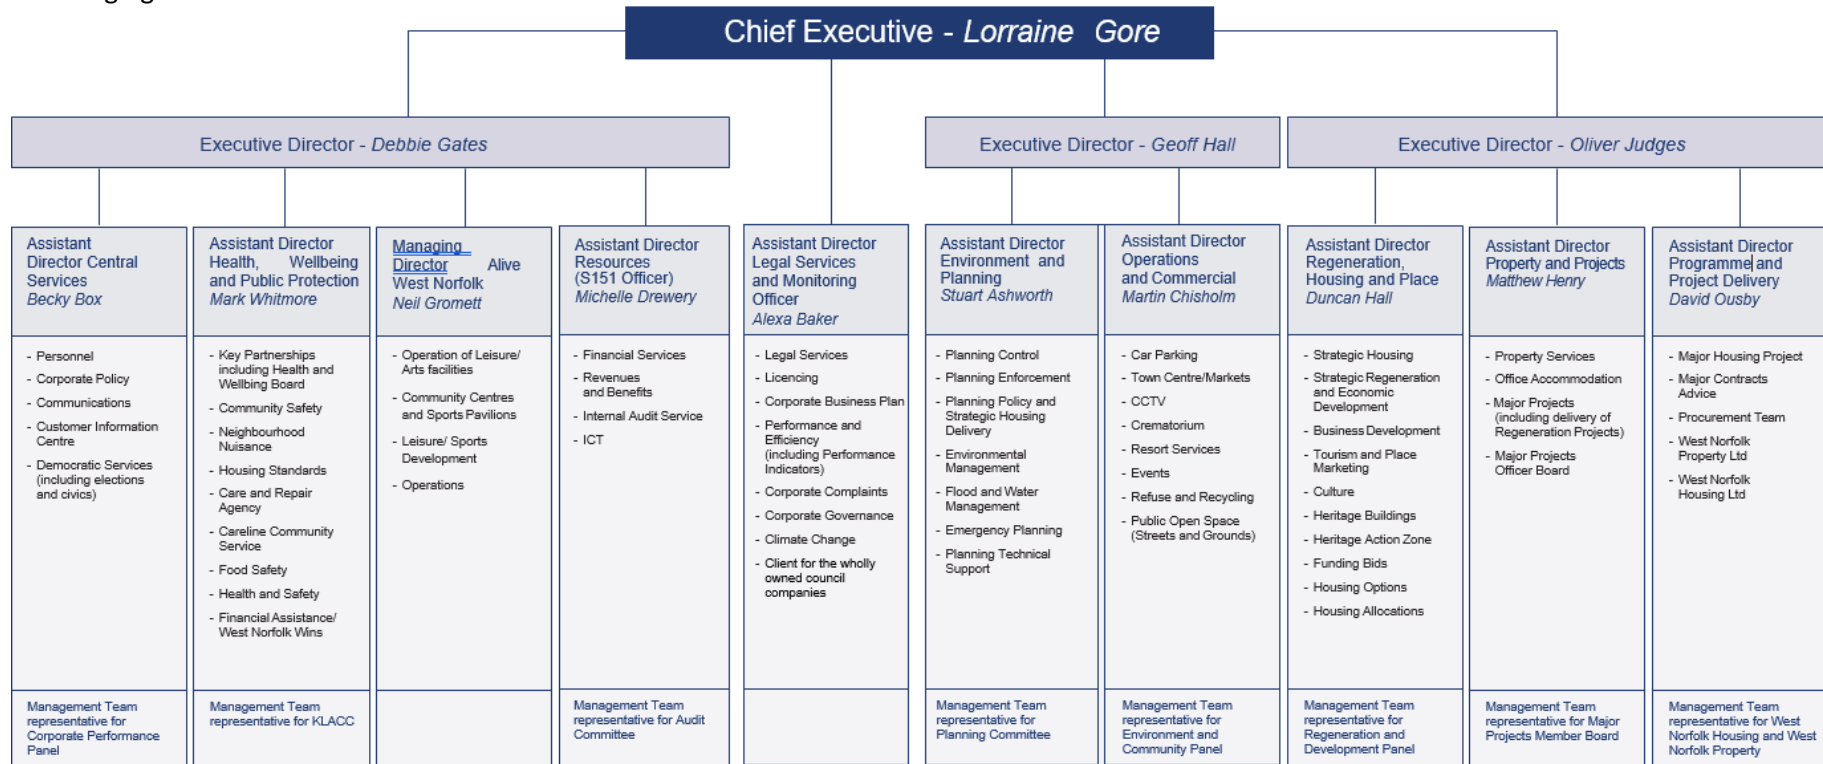 Chief Executive - Lorraine Gore
Executive Director - Debbie Gates
Executive Director - Geoff Hall
Executive Director - Oliver Judges
Assistant
Director Central
Services
Becky Box
- Personnel
- Corporate Policy
- Communications
- Customer Information
Centre
- Democratic Services
(including elections
and civics)
Management Team
representative for
Corporate Performance
Panel
Assistant Director
Health, Wellbeing
and Public Protection
Mark Whitmore
- Key Partnerships
including Health and
Wellbing Board
- Community Safety
- Neighbourhood
Nuisance
- Housing Standards
- Care and Repair
Agency
- Careline Community
Service
- Food Safety
- Health and Safety
- Financial Assistance/
West Norfolk Wins
Management Team
representative for KLACC
Managing
Director Alive
West Norfolk
Neil Gromett
- Operation of Leisure/
Arts facilities
- Community Centres
and Sports Pavilions
- Leisure/ Sports
Development
- Operations
Assistant Director
Resources
(S151 Officer)
Michelle Drewery
- Financial Services
- Revenues
and Benefits
- Internal Audit Service
- ICT
Management Team
representative for Audit
Committee
Assistant Director
Legal Services
and Monitoring
Officer
Alexa Baker
- Legal Services
- Licencing
- Corporate Business Plan
- Performance and
Efficiency
(including Performance
Indicators)
- Corporate Complaints
- Corporate Governance
- Climate Change
- Client for the wholly
owned council
companies
Assistant Director
Environment and
Planning
Stuart Ashworth
- Planning Control
- Planning Enforcement
- Planning Policy and
Strategic Housing
Delivery
- Environmental
Management
- Flood and Water
Management
- Emergency Planning
- Planning Technical
Support
Management Team
representative for
Planning Committee
Assistant Director
Operations
and Commercial
Martin Chisholm
- Car Parking
- Town Centre/Markets
- CCTV
- Crematorium
- Resort Services
- Events
- Refuse and Recycling
- Public Open Space
(Streets and Grounds)
Management Team
representative for
Environment and
Community Panel
Assistant Director
Regeneration,
Housing and Place
Duncan Hall
- Strategic Housing
- Strategic Regeneration
and Economic
Development
- Business Development
- Tourism and Place
Marketing
- Culture
- Heritage Buildings
- Heritage Action Zone
- Funding Bids
- Housing Options
- Housing Allocations
Management Team
representative for
Regeneration and
Development Panel
Assistant Director
Property and Projects
Matthew Henry
- Property Services
- Office Accommodation
- Major Projects
(including delivery of
Regeneration Projects)
- Major Projects
Officer Board
Management Team
representative for Major
Projects Member Board
Assistant Director
Programme and
Project Delivery
David Ousby
- Major Housing Project
- Major Contracts
Advice
- Procurement Team
- West Norfolk
Property Ltd
- West Norfolk
Housing Ltd
Management Team
representative for West
Norfolk Housing and West
Norfolk Property